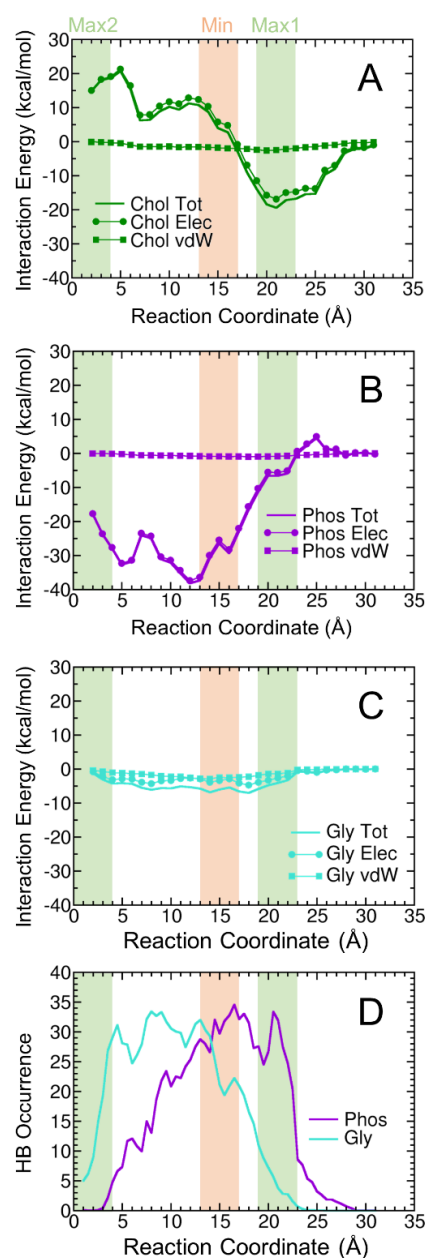 Max2 Min Max1
A
30
20
10
0
-10
-20
-30
-40
Interaction Energy (kcal/mol)
Chol Tot
Chol Elec
Chol vdW
0 5 10 15 20 25 30 35
Reaction Coordinate (Å)
B
30
20
10
0
-10
-20
-30
-40
Interaction Energy (kcal/mol)
Phos Tot
Phos Elec
Phos vdW
0 5 10 15 20 25 30 35
Reaction Coordinate (Å)
C
30
20
10
0
-10
-20
-30
-40
Interaction Energy (kcal/mol)
Gly Tot
Gly Elec
Gly vdW
0 5 10 15 20 25 30 35
Reaction Coordinate (Å)
D
40
35
30
25
20
15
10
5
0
HB Occurrence
Phos
Gly
0 5 10 15 20 25 30 35
Reaction Coordinate (Å)